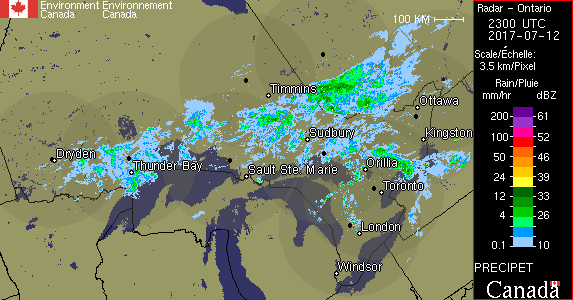 Environment Environnement
Canada Canada
100 KM
Timmins
Ottawa
Sudbury
Kingston
Dryden
Thunder Bay
Sault Ste. Marie
Orillia
Toronto
London
Windsor
Radar - Ontario
2300 UTC
2017-07-12
Scale/Échelle:
3.5 km/Pixel
Rain/Pluie
mm/hr dBZ
200 61
100 52
50 46
24 39
12 33
4 26
0.1 10
PRECIPET
Canada